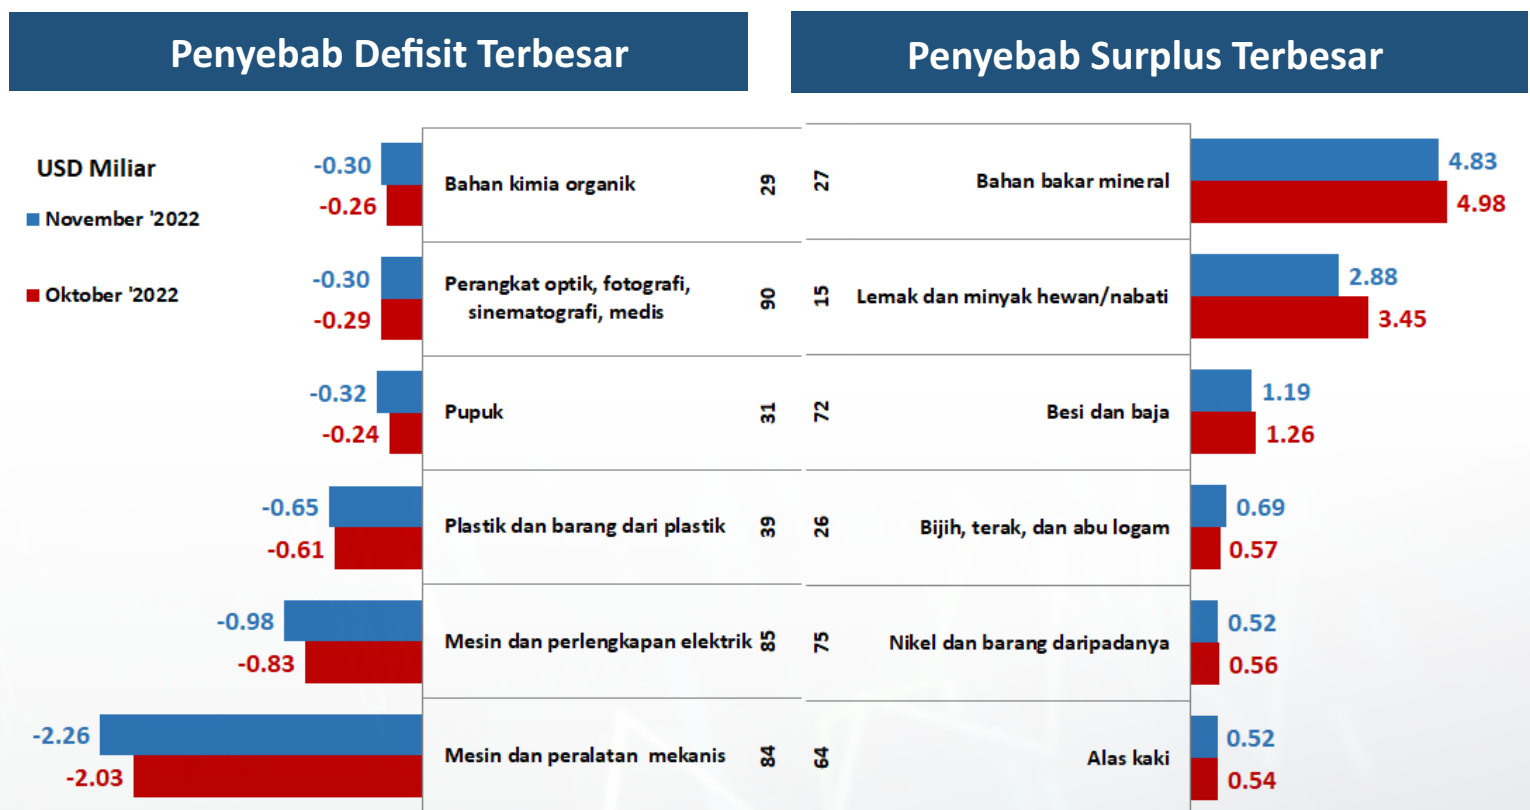 Penyebab Defisit Terbesar
USD Miliar
November '2022
Oktober '2022
-0.30
-0.26
Bahan kimia organik
29
-0.30
-0.29
Perangkat optik, fotografi,
sinematografi, medis
90
-0.32
-0.24
Pupuk
31
-0.65
-0.61
Plastik dan barang dari plastik
39
-0.98
-0.83
Mesin dan perlengkapan elektrik
85
-2.26
-2.03
Mesin dan peralatan mekanis
84
Penyebab Surplus Terbesar
27
Bahan bakar mineral
4.83
4.98
15
Lemak dan minyak hewan/nabati
2.88
3.45
72
Besi dan baja
1.19
1.26
26
Bijih, terak, dan abu logam
0.69
0.57
75
Nikel dan barang daripadanya
0.52
0.56
64
Alas kaki
0.52
0.54